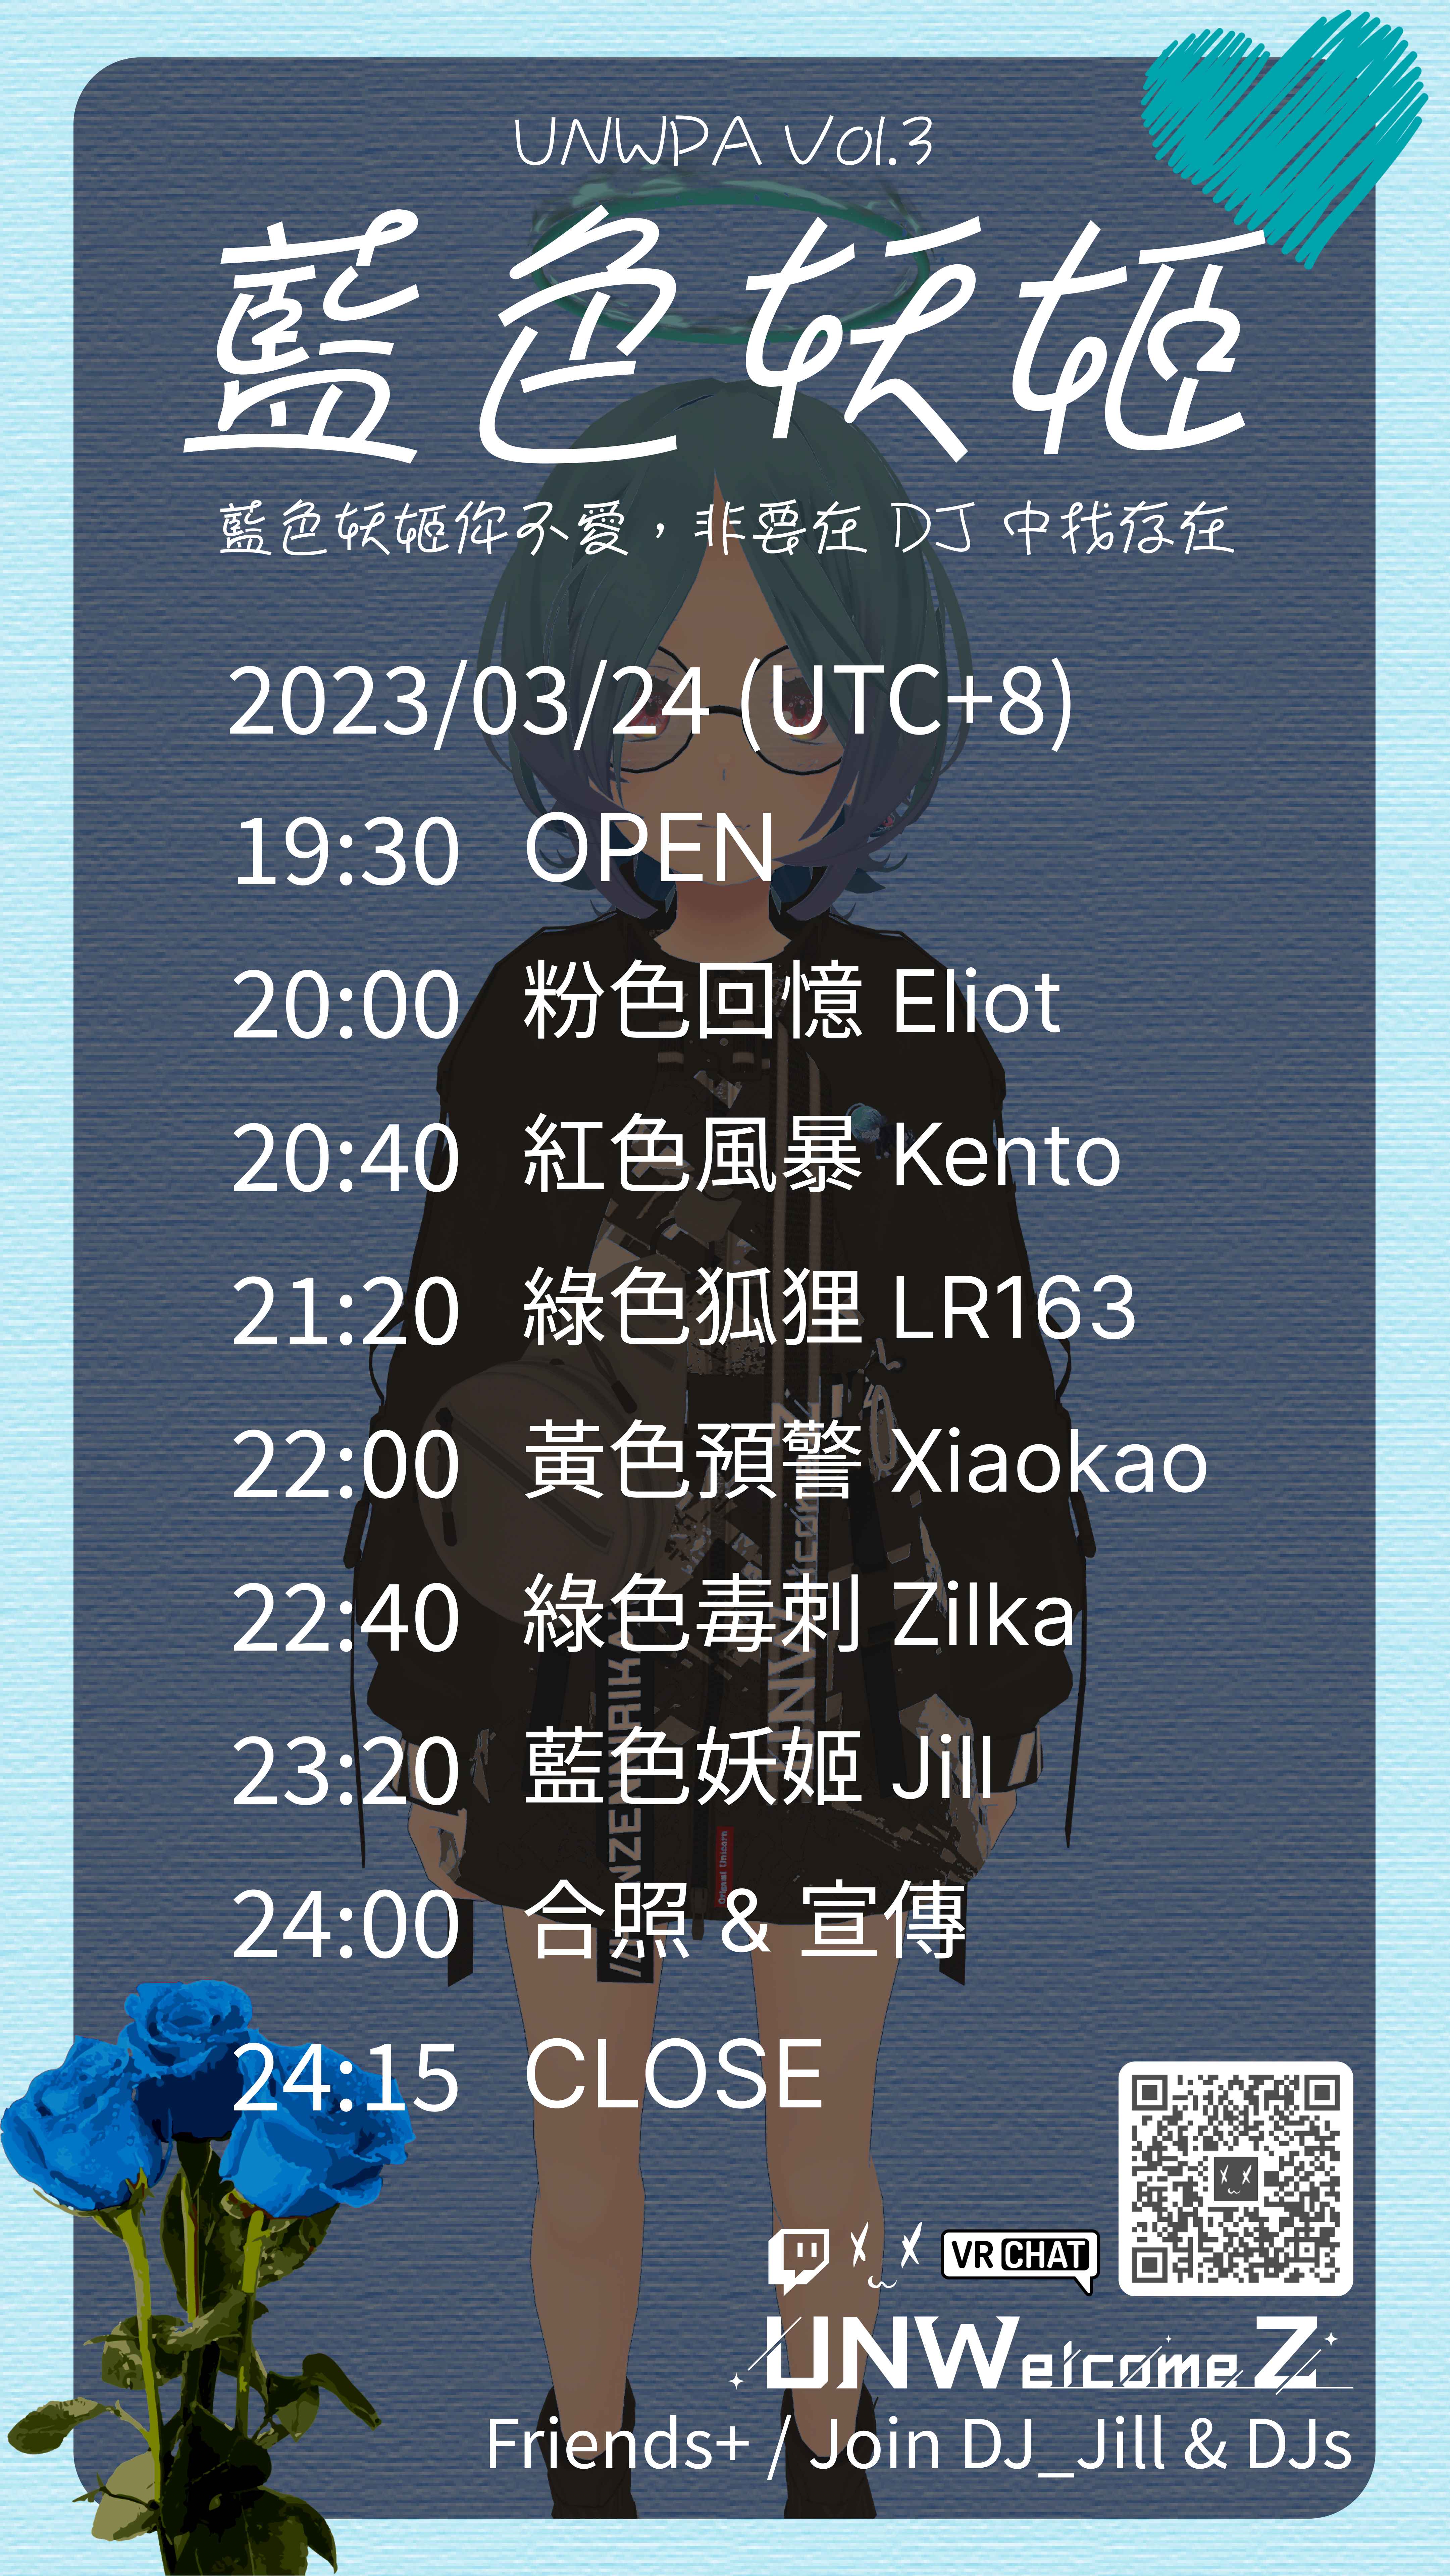 UNWPA Vol.3
藍色妖姬
藍色妖姬你不愛，非要在 DJ 中找存在
2023/03/24 (UTC+8)
19:30 OPEN
20:00 粉色回憶 Eliot
20:40 紅色風暴 Kento
21:20 綠色狐狸 LR163
22:00 黃色預警 Xiaokao
22:40 綠色毒刺 Zilka
23:20 藍色妖姬 Jill
24:00 合照 & 宣傳
24:15 CLOSE
VRCHAT
UNWelcomeZ
Friends+ / Join DJ_Jill & DJs